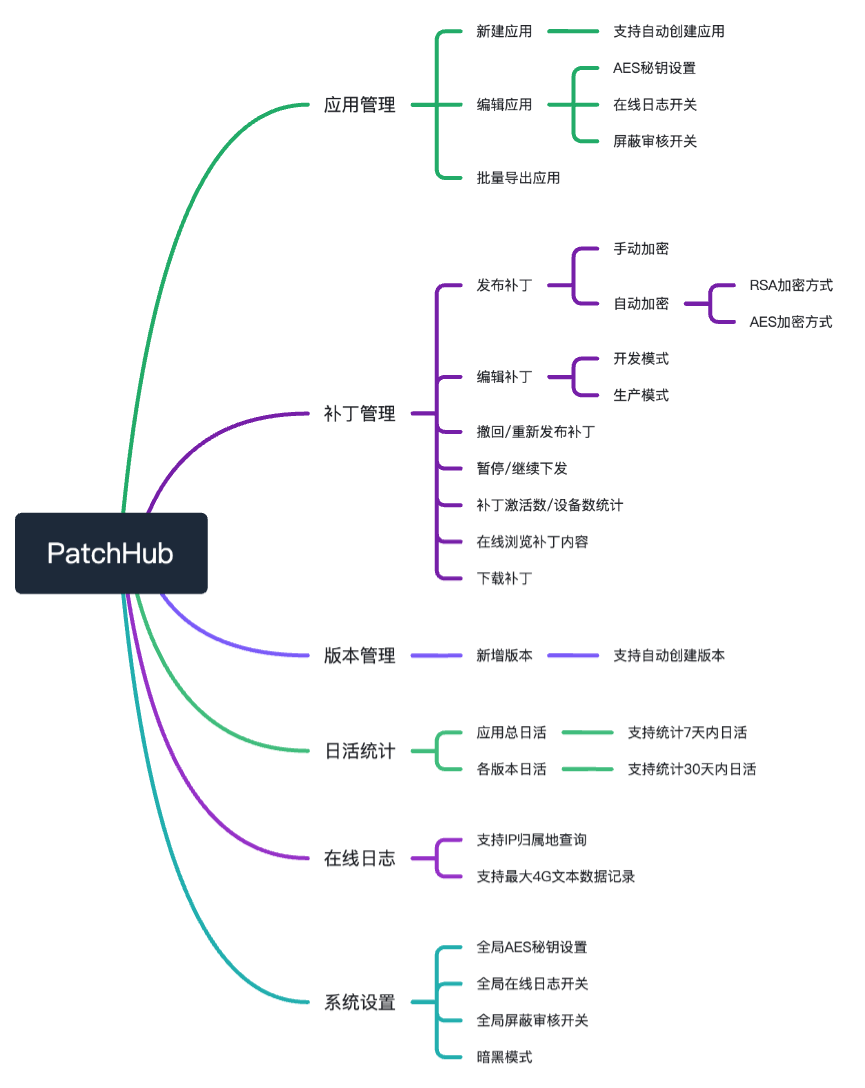 PatchHub
应用管理
新建应用
支持自动创建应用
编辑应用
AES秘钥设置
在线日志开关
屏蔽审核开关
批量导出应用
补丁管理
发布补丁
手动加密
自动加密
RSA加密方式
AES加密方式
编辑补丁
开发模式
生产模式
撤回/重新发布补丁
暂停/继续下发
补丁激活数/设备数统计
在线浏览补丁内容
下载补丁
版本管理
新增版本
支持自动创建版本
日活统计
应用总日活
支持统计7天内日活
各版本日活
支持统计30天内日活
在线日志
支持IP归属地查询
支持最大4G文本数据记录
系统设置
全局AES秘钥设置
全局在线日志开关
全局屏蔽审核开关
暗黑模式